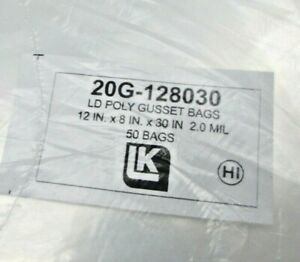 20G-128030
LD POLY GUSSET BAGS
12 IN. x 8 IN. x 30 IN 2.0 MIL
50 BAGS
LK
HI